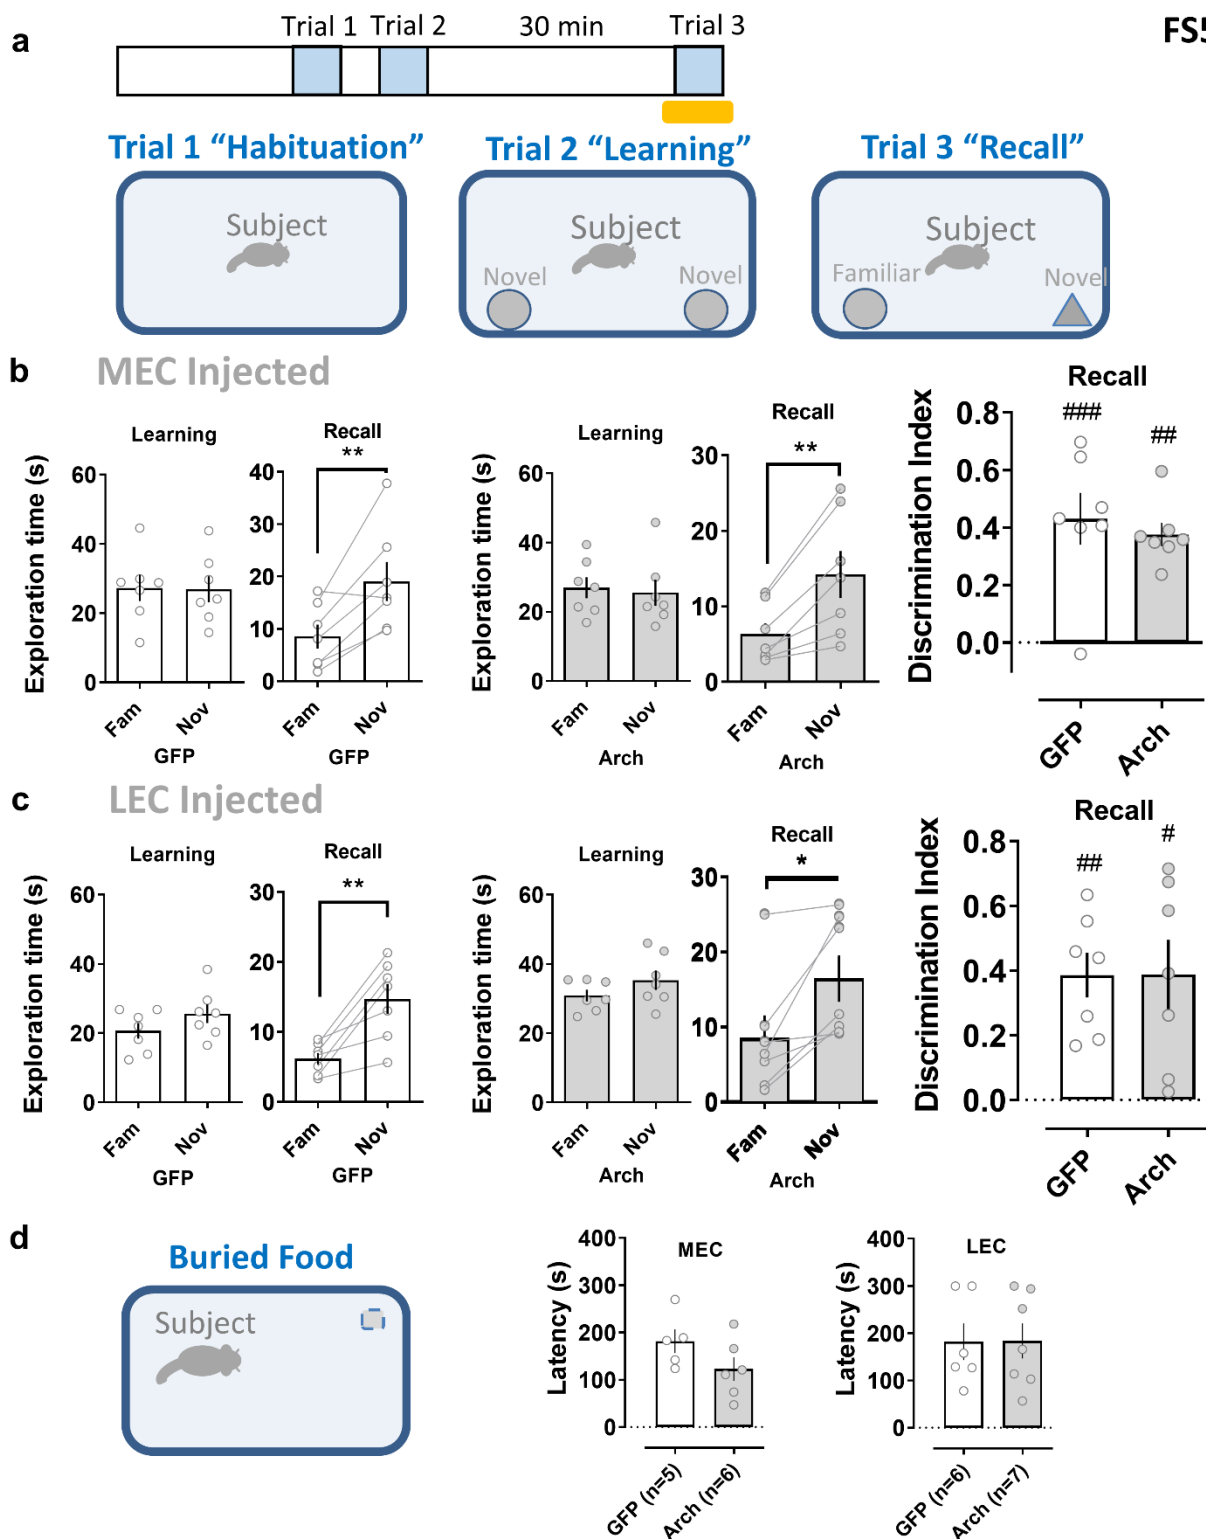 a
FS5
Trial 1
Trial 2
30 min
Trial 3
Trial 1 “Habituation”
Trial 2 “Learning”
Trial 3 “Recall”
Subject
Subject
Novel
Novel
Subject
Familiar
Novel
b
MEC Injected
Learning
Recall
**
Exploration time (s)
60
40
20
0
40
30
20
10
0
Fam
Nov
GFP
Fam
Nov
GFP
Learning
Recall
**
Exploration time (s)
60
40
20
0
30
20
10
0
Fam
Nov
Arch
Fam
Nov
Arch
Recall
###
##
Discrimination Index
0.8
0.6
0.4
0.2
0.0
GFP
Arch
c
LEC Injected
Learning
Recall
**
Exploration time (s)
60
40
20
0
30
20
10
0
Fam
Nov
GFP
Fam
Nov
GFP
Learning
Recall
*
Exploration time (s)
60
40
20
0
30
20
10
0
Fam
Nov
Arch
Fam
Nov
Arch
Recall
##
#
Discrimination Index
0.8
0.6
0.4
0.2
0.0
GFP
Arch
d
Buried Food
Subject
MEC
Latency (s)
400
300
200
100
0
GFP (n=5)
Arch (n=6)
LEC
Latency (s)
400
300
200
100
0
GFP (n=6)
Arch (n=7)